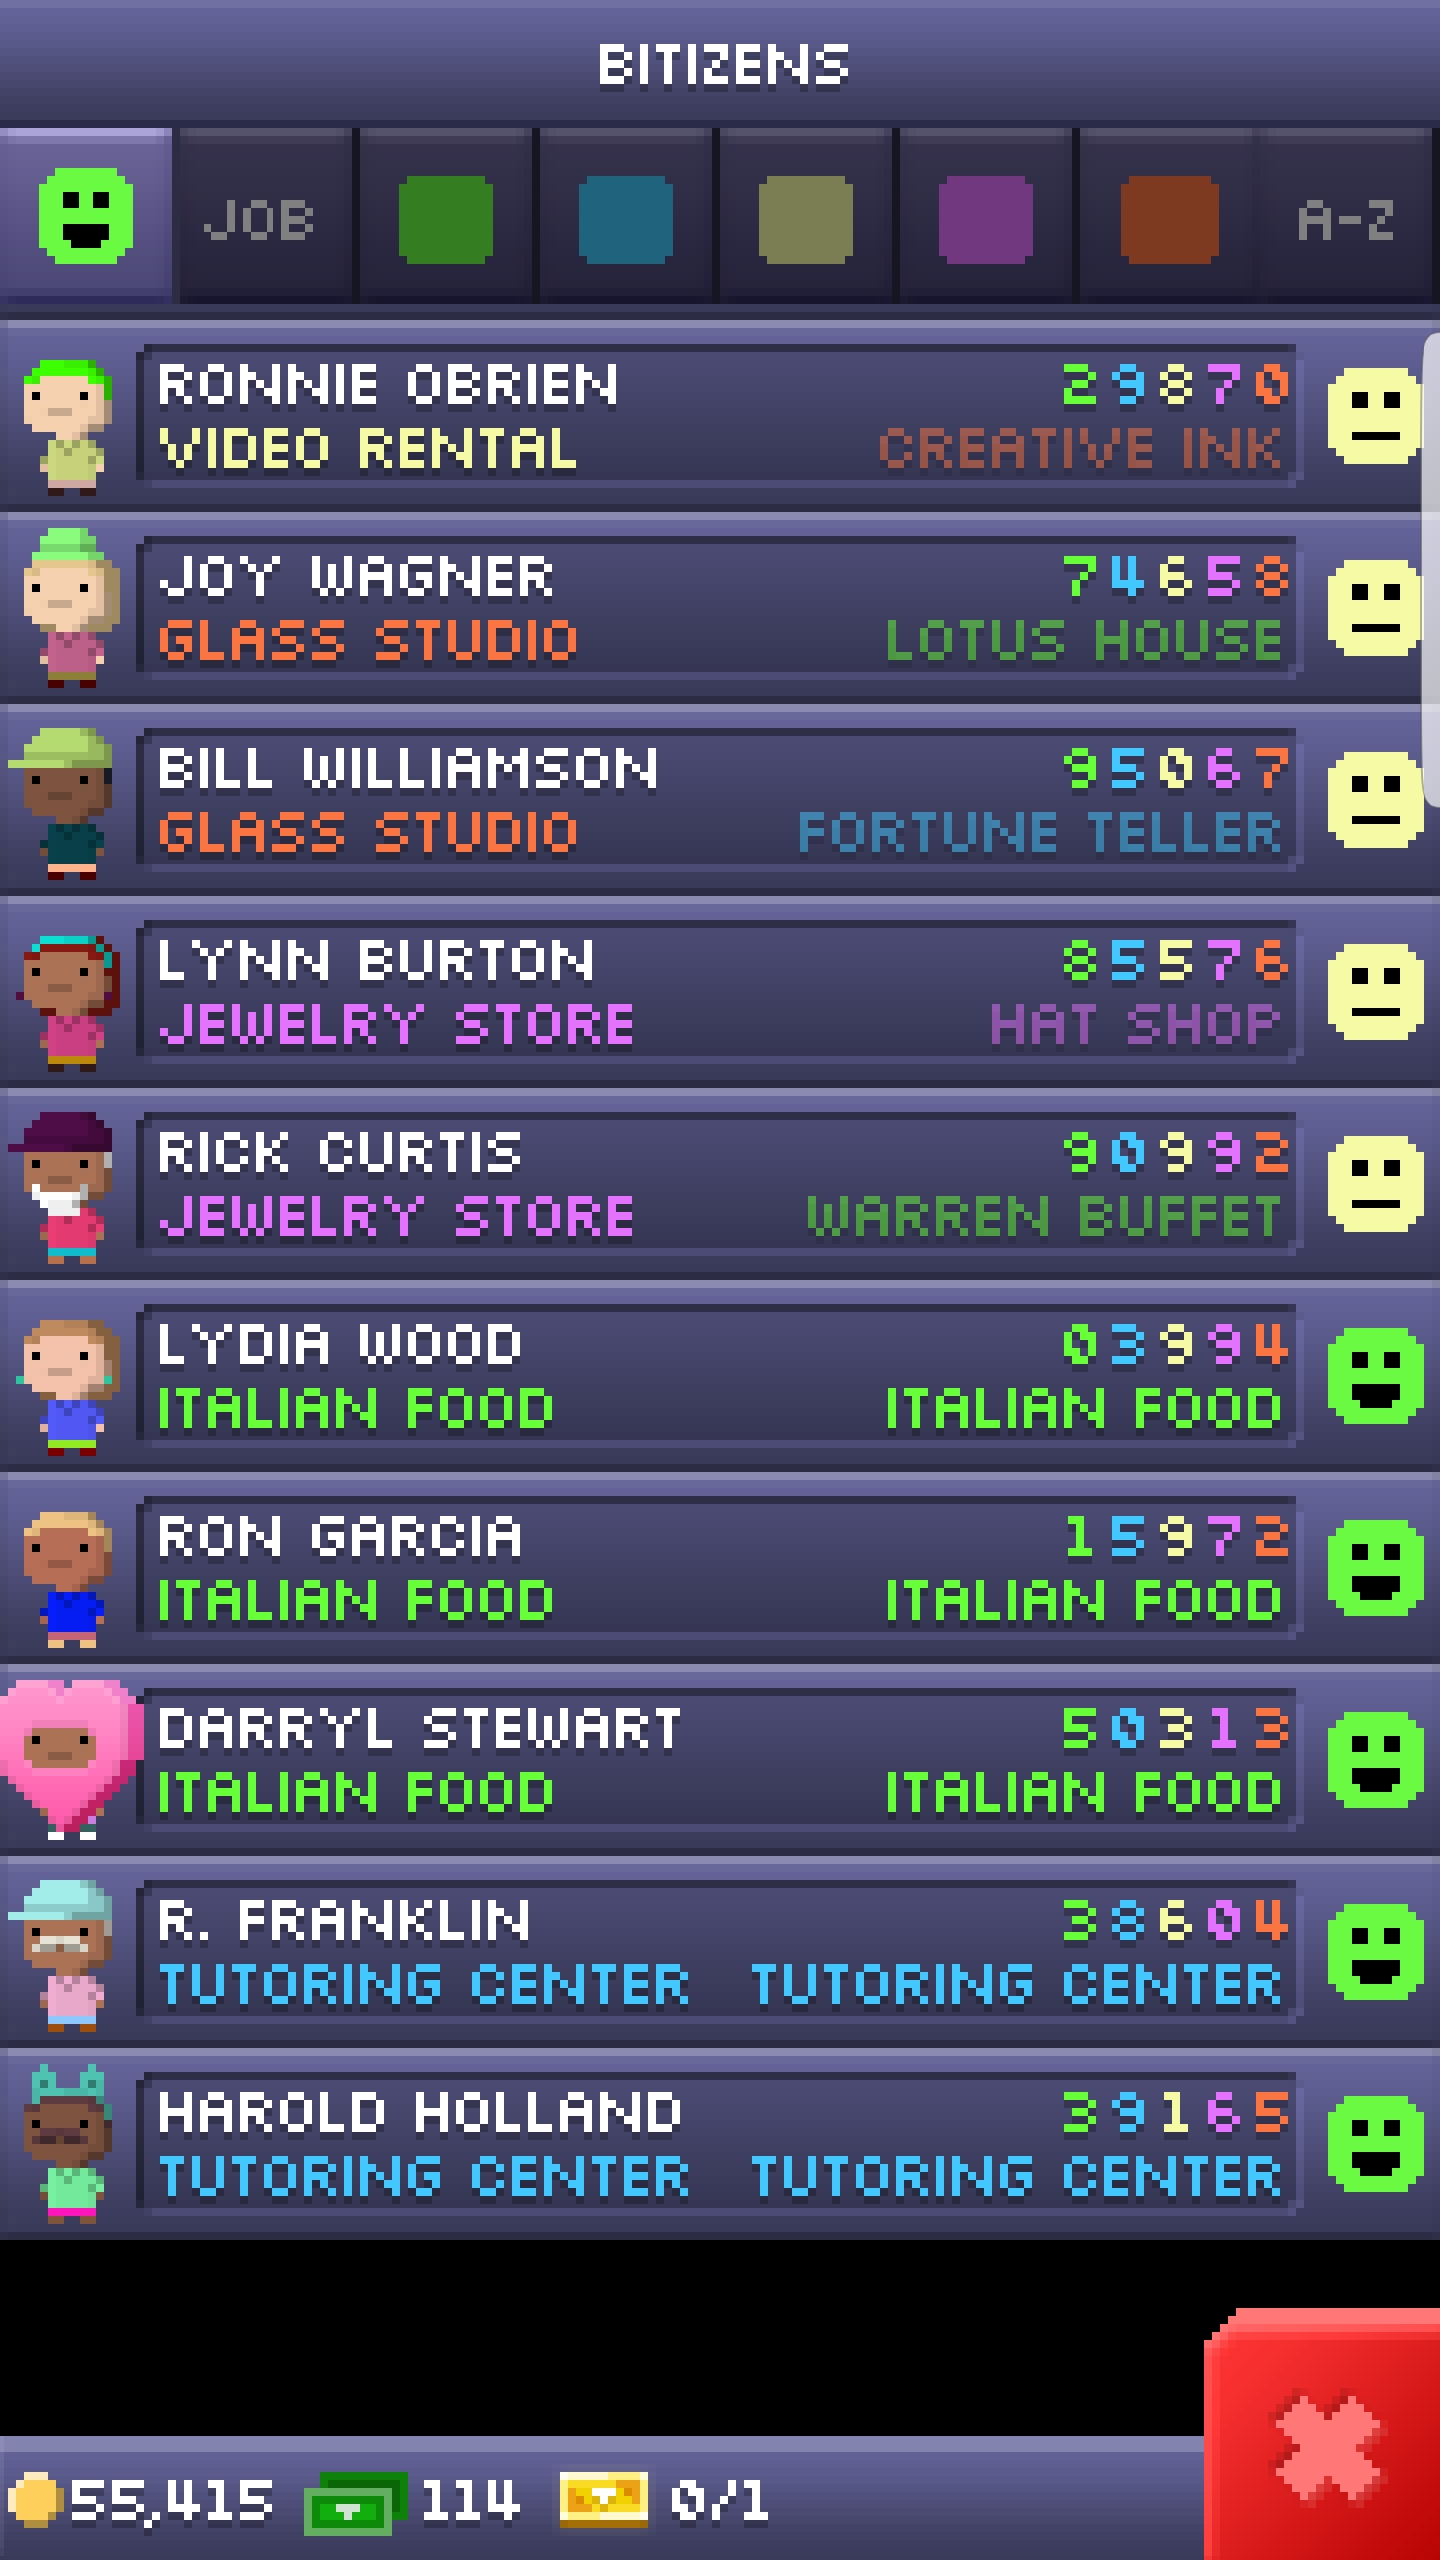 BITIZENS
JOB
A-Z
RONNIE OBRIEN 29870
VIDEO RENTAL CREATIVE INK
JOY WAGNER 74658
GLASS STUDIO LOTUS HOUSE
BILL WILLIAMSON 95067
GLASS STUDIO FORTUNE TELLER
LYNN BURTON 85576
JEWELRY STORE HAT SHOP
RICK CURTIS 90992
JEWELRY STORE WARREN BUFFET
LYDIA WOOD 03994
ITALIAN FOOD ITALIAN FOOD
RON GARCIA 15972
ITALIAN FOOD ITALIAN FOOD
DARRYL STEWART 50313
ITALIAN FOOD ITALIAN FOOD
R. FRANKLIN 38604
TUTORING CENTER TUTORING CENTER
HAROLD HOLLAND 39165
TUTORING CENTER TUTORING CENTER
55,415 114 0/1